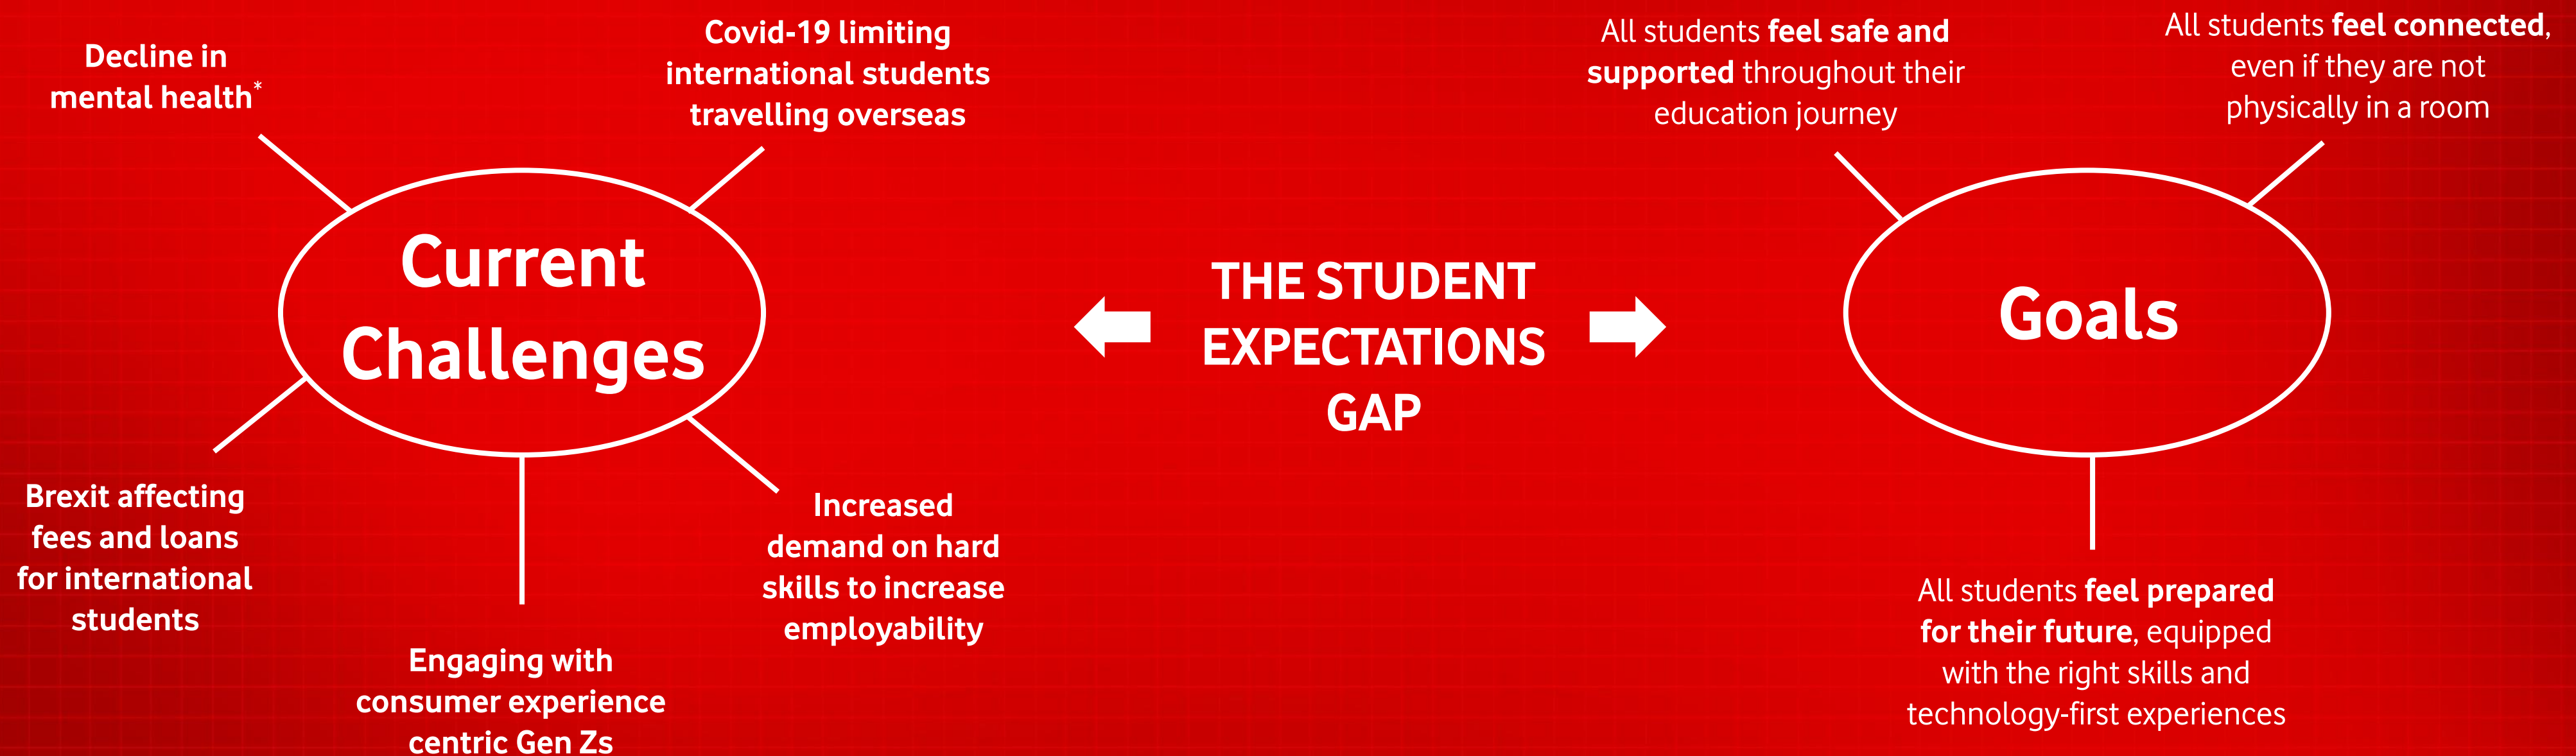 Decline in
mental health*
Covid-19 limiting
international students
travelling overseas
Current
Challenges
Brexit affecting
fees and loans
for international
students
Engaging with
consumer experience
centric Gen Zs
Increased
demand on hard
skills to increase
employability
THE STUDENT
EXPECTATIONS
GAP
All students feel safe and
supported throughout their
education journey
All students feel connected,
even if they are not
physically in a room
Goals
All students feel prepared
for their future, equipped
with the right skills and
technology-first experiences